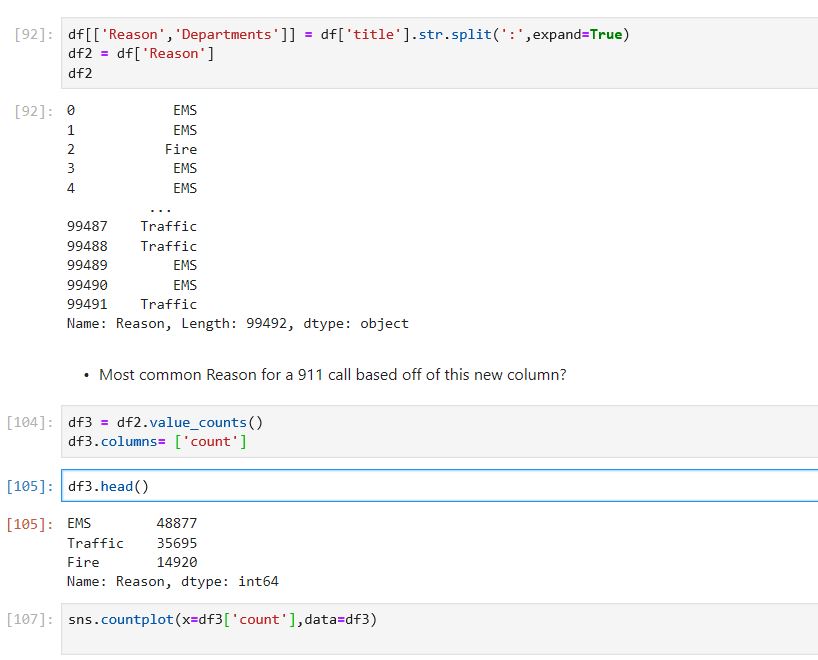 [92]: df[['Reason','Departments']] = df['title'].str.split(':',expand=True)
df2 = df['Reason']
df2
[92]: 0 EMS
1 EMS
2 Fire
3 EMS
4 EMS
...
99487 Traffic
99488 Traffic
99489 EMS
99490 EMS
99491 Traffic
Name: Reason, Length: 99492, dtype: object
• Most common Reason for a 911 call based off of this new column?
[104]: df3 = df2.value_counts()
df3.columns= ['count']
[105]: df3.head()
[105]: EMS 48877
Traffic 35695
Fire 14920
Name: Reason, dtype: int64
[107]: sns.countplot(x=df3['count'],data=df3)